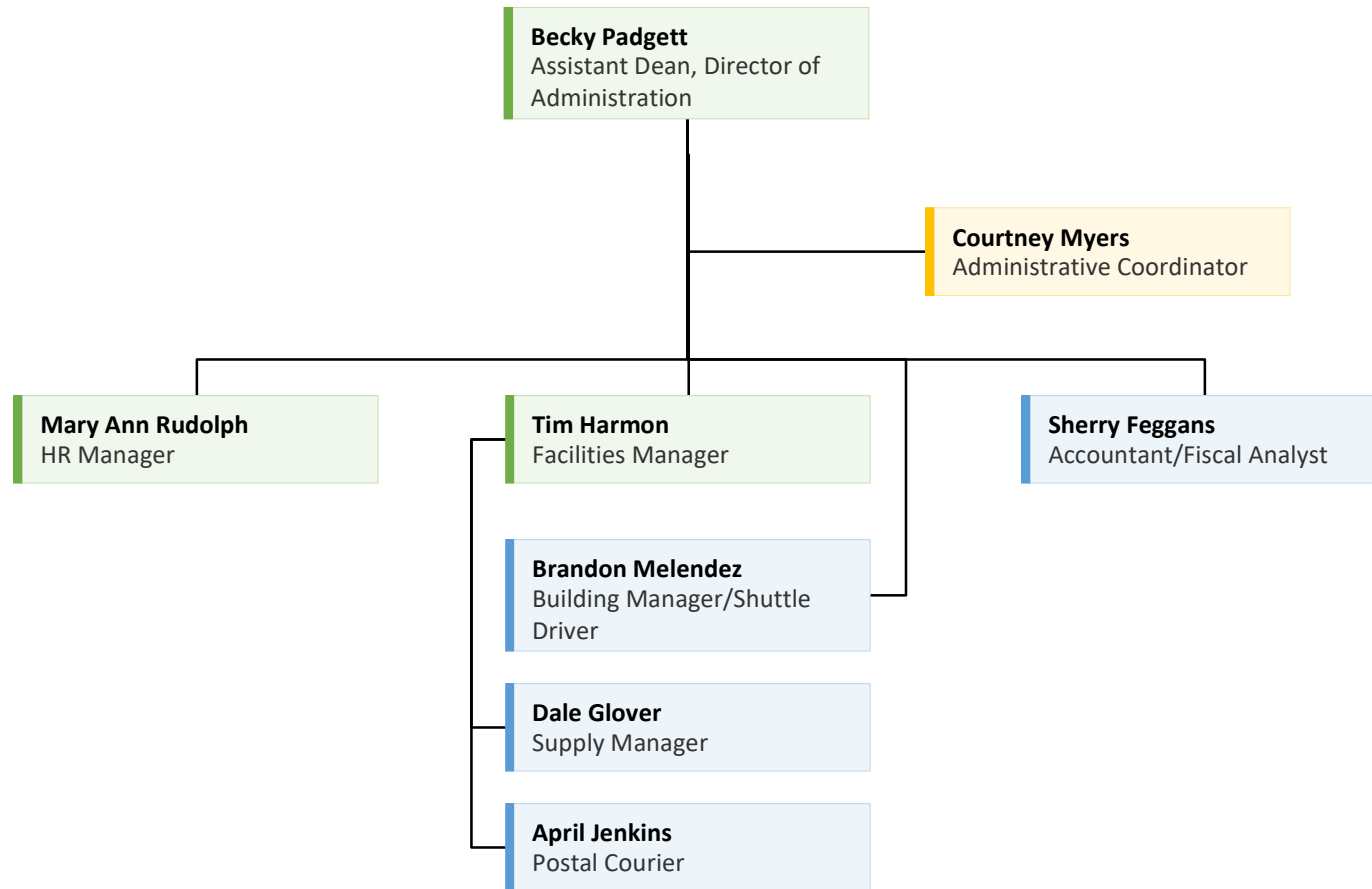 Becky Padgett
Assistant Dean, Director of
Administration
Courtney Myers
Administrative Coordinator
Mary Ann Rudolph
HR Manager
Tim Harmon
Facilities Manager
Sherry Feggans
Accountant/Fiscal Analyst
Brandon Melendez
Building Manager/Shuttle
Driver
Dale Glover
Supply Manager
April Jenkins
Postal Courier